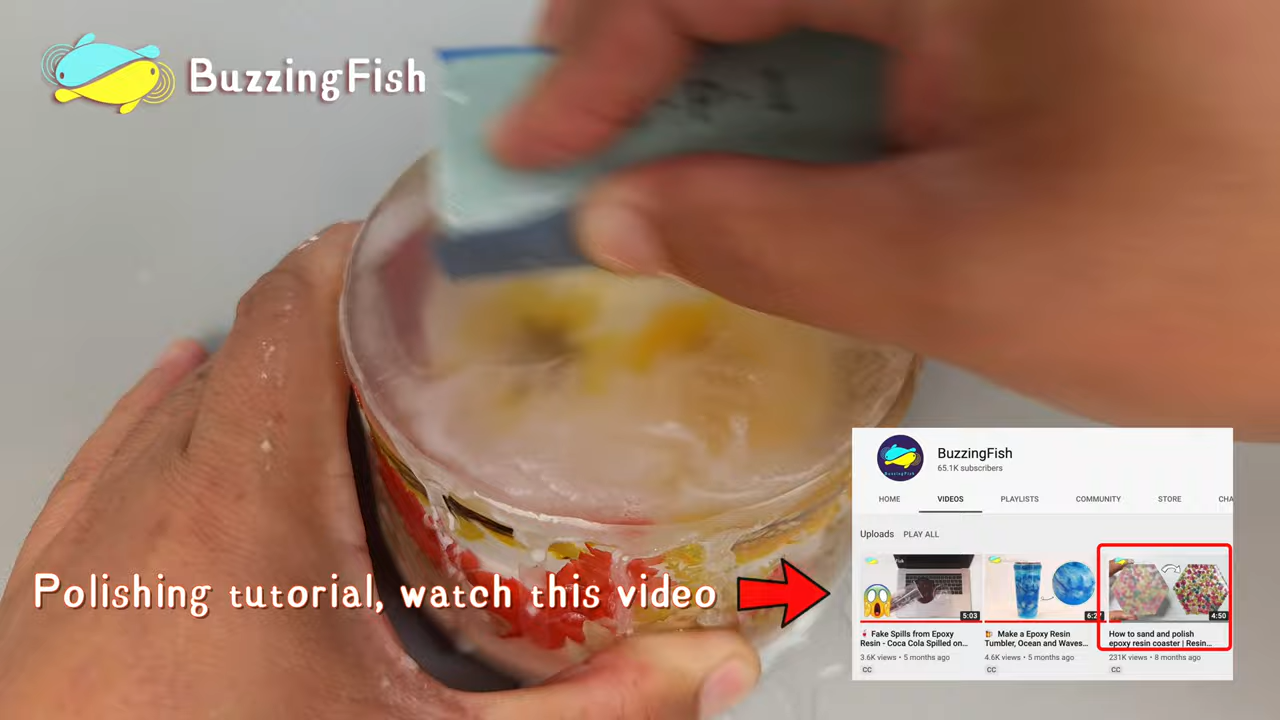 BuzzingFish
BuzzingFish
65.1K subscribers
HOME VIDEOS PLAYLISTS COMMUNITY STORE CHA
Uploads PLAY ALL
5:03
6:27
4:50
Fake Spills from Epoxy
Resin - Coca Cola Spilled on...
3.6K views • 5 months ago
CC
Make a Epoxy Resin
Tumbler, Ocean and Waves...
4.6K views • 5 months ago
CC
How to sand and polish
epoxy resin coaster | Resin...
231K views • 8 months ago
CC
Polishing tutorial, watch this video